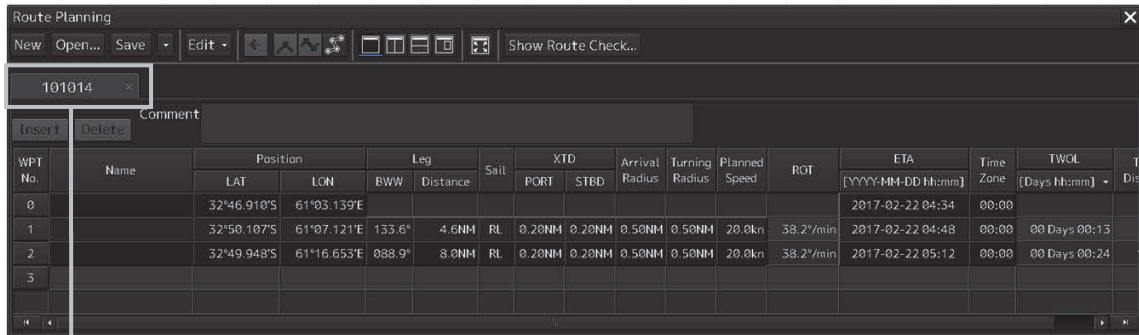 Route Planning
New Open... Save Edit Show Route Check...
101014
Comment
Insert Delete
WPT No. Name Position Leg Sail XTD Arrival Radius Turning Radius Planned Speed ROT ETA Time Zone TWOL
LAT LON BWW Distance PORT STBD [YYYY-MM-DD hh:mm] [Days hh:mm]
0 32°46.910'S 61°03.139'E 2017-02-22 04:34 00:00
1 32°50.107'S 61°07.121'E 133.6° 4.6NM RL 0.20NM 0.20NM 0.50NM 0.50NM 20.0kn 38.2°/min 2017-02-22 04:48 00:00 00 Days 00:13
2 32°49.948'S 61°16.653'E 088.9° 8.0NM RL 0.20NM 0.20NM 0.50NM 0.50NM 20.0kn 38.2°/min 2017-02-22 05:12 00:00 00 Days 00:24
3